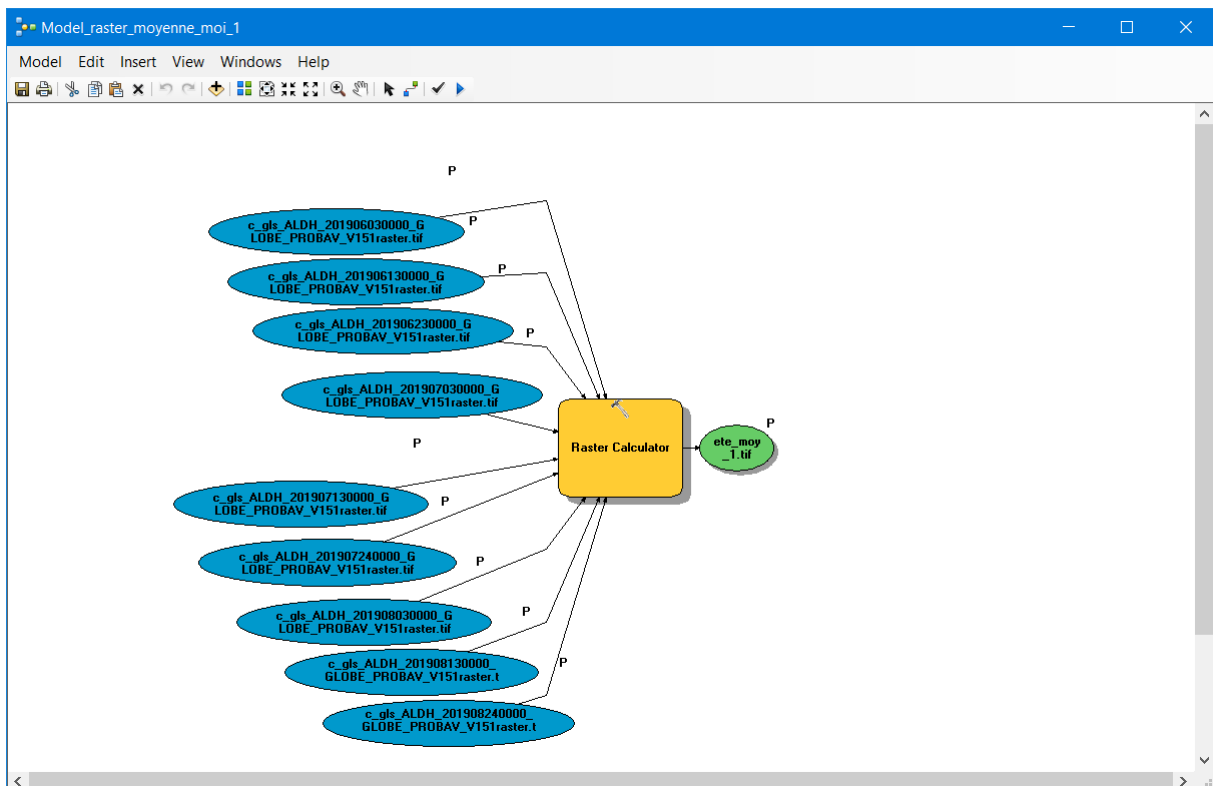 Model_raster_moyenne_moi_1
Model Edit Insert View Windows Help
P
c_gls_ALDH_201906030000_G
LOBE_PROBAV_V151raster.tif
P
c_gls_ALDH_201906130000_G
LOBE_PROBAV_V151raster.tif
P
c_gls_ALDH_201906230000_G
LOBE_PROBAV_V151raster.tif
P
c_gls_ALDH_201907030000_G
LOBE_PROBAV_V151raster.tif
P
Raster Calculator
ete_moy
_1.tif
P
c_gls_ALDH_201907130000_G
LOBE_PROBAV_V151raster.tif
P
c_gls_ALDH_201907240000_G
LOBE_PROBAV_V151raster.tif
P
c_gls_ALDH_201908030000_G
LOBE_PROBAV_V151raster.tif
P
c_gls_ALDH_201908130000_
GLOBE_PROBAV_V151raster.t
P
c_gls_ALDH_201908240000_
GLOBE_PROBAV_V151raster.t